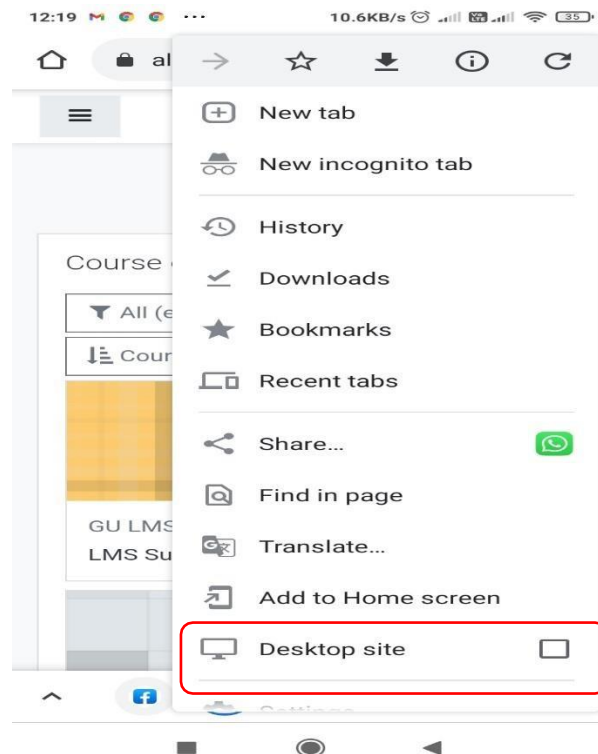 12:19
10.6KB/s
35
al
New tab
New incognito tab
History
Course
Downloads
All (e
Bookmarks
Cour
Recent tabs
Share...
Find in page
GU LMS
Translate...
LMS Su
Add to Home screen
Desktop site
Settings